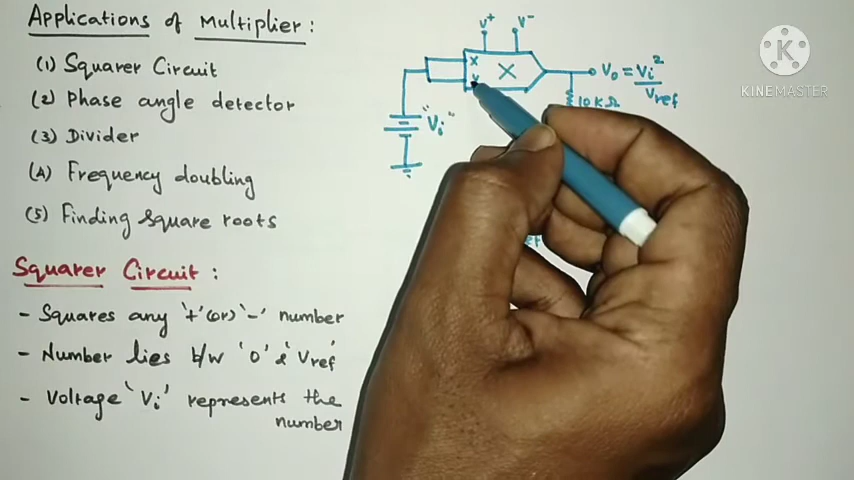 Applications of Multiplier :
(1) Squarer Circuit
(2) Phase angle detector
(3) Divider
(4) Frequency doubling
(5) Finding square roots
Squarer Circuit :
- Squares any '+' (or) '-' number
- Number lies b/w '0' & 'Vref'
- Voltage 'Vi' represents the
number
V+ V-
X
X
"Vi"
Vo = Vi²/Vref
10KΩ
KINEMASTER